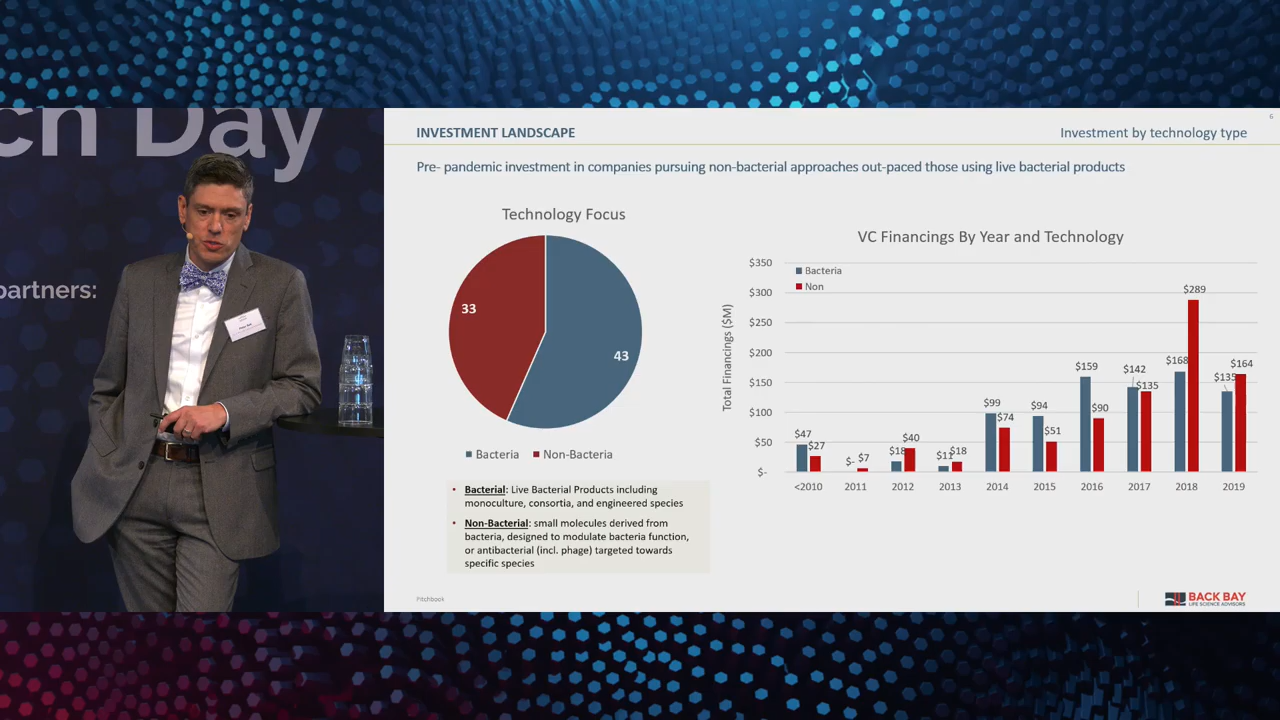 ch Day
partners:
6
INVESTMENT LANDSCAPE
Investment by technology type
Pre- pandemic investment in companies pursuing non-bacterial approaches out-paced those using live bacterial products
Technology Focus
33
43
Bacteria
Non-Bacteria
• Bacterial: Live Bacterial Products including
monoculture, consortia, and engineered species
• Non-Bacterial: small molecules derived from
bacteria, designed to modulate bacteria function,
or antibacterial (incl. phage) targeted towards
specific species
VC Financings By Year and Technology
Total Financings ($M)
$350
$300
$250
$200
$150
$100
$50
$-
Bacteria
Non
$47
$27
$-
$7
$18
$40
$11
$18
$99
$74
$94
$51
$159
$90
$142
$135
$168
$289
$135
$164
<2010
2011
2012
2013
2014
2015
2016
2017
2018
2019
Pitchbook
BACK BAY
LIFE SCIENCE ADVISORS